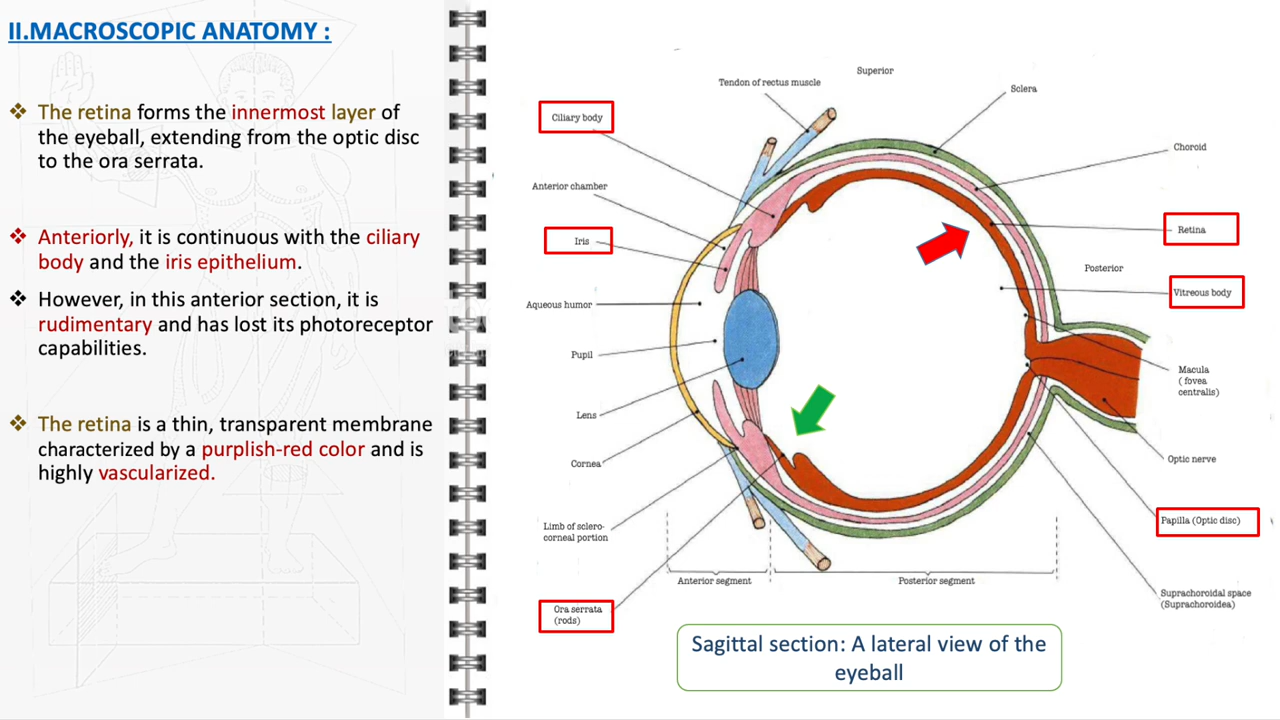 II.MACROSCOPIC ANATOMY :
❖ The retina forms the innermost layer of
the eyeball, extending from the optic disc
to the ora serrata.
❖ Anteriorly, it is continuous with the ciliary
body and the iris epithelium.
❖ However, in this anterior section, it is
rudimentary and has lost its photoreceptor
capabilities.
❖ The retina is a thin, transparent membrane
characterized by a purplish-red color and is
highly vascularized.
Superior
Tendon of rectus muscle
Sclera
Ciliary body
Choroid
Anterior chamber
Retina
Iris
Posterior
Vitreous body
Aqueous humor
Pupil
Macula
( fovea
centralis)
Lens
Cornea
Optic nerve
Limb of sclero-
corneal portion
Papilla (Optic disc)
Anterior segment
Posterior segment
Suprachoroidal space
(Suprachoroidea)
Ora serrata
(rods)
Sagittal section: A lateral view of the
eyeball